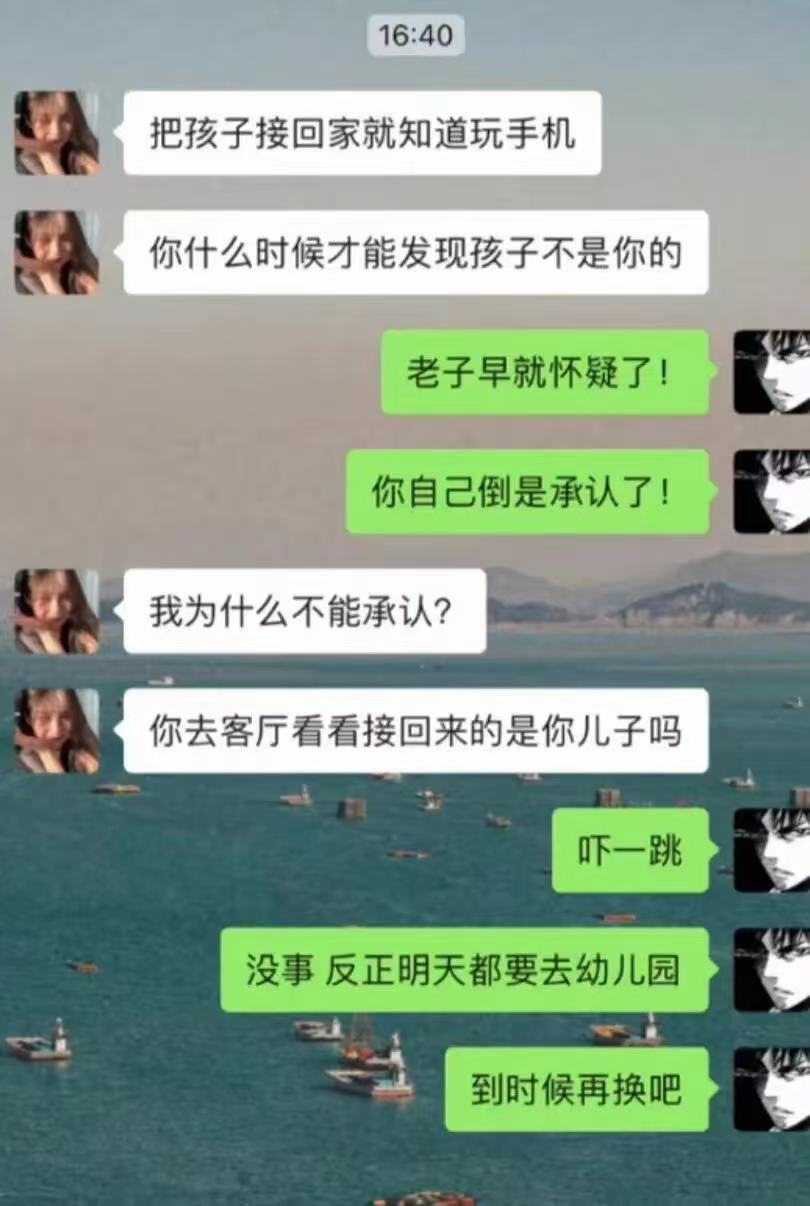 16:40
把孩子接回家就知道玩手机
你什么时候才能发现孩子不是你的
老子早就怀疑了！
你自己倒是承认了！
我为什么不能承认？
你去客厅看看接回来的是你儿子吗
吓一跳
没事 反正明天都要去幼儿园
到时候再换吧